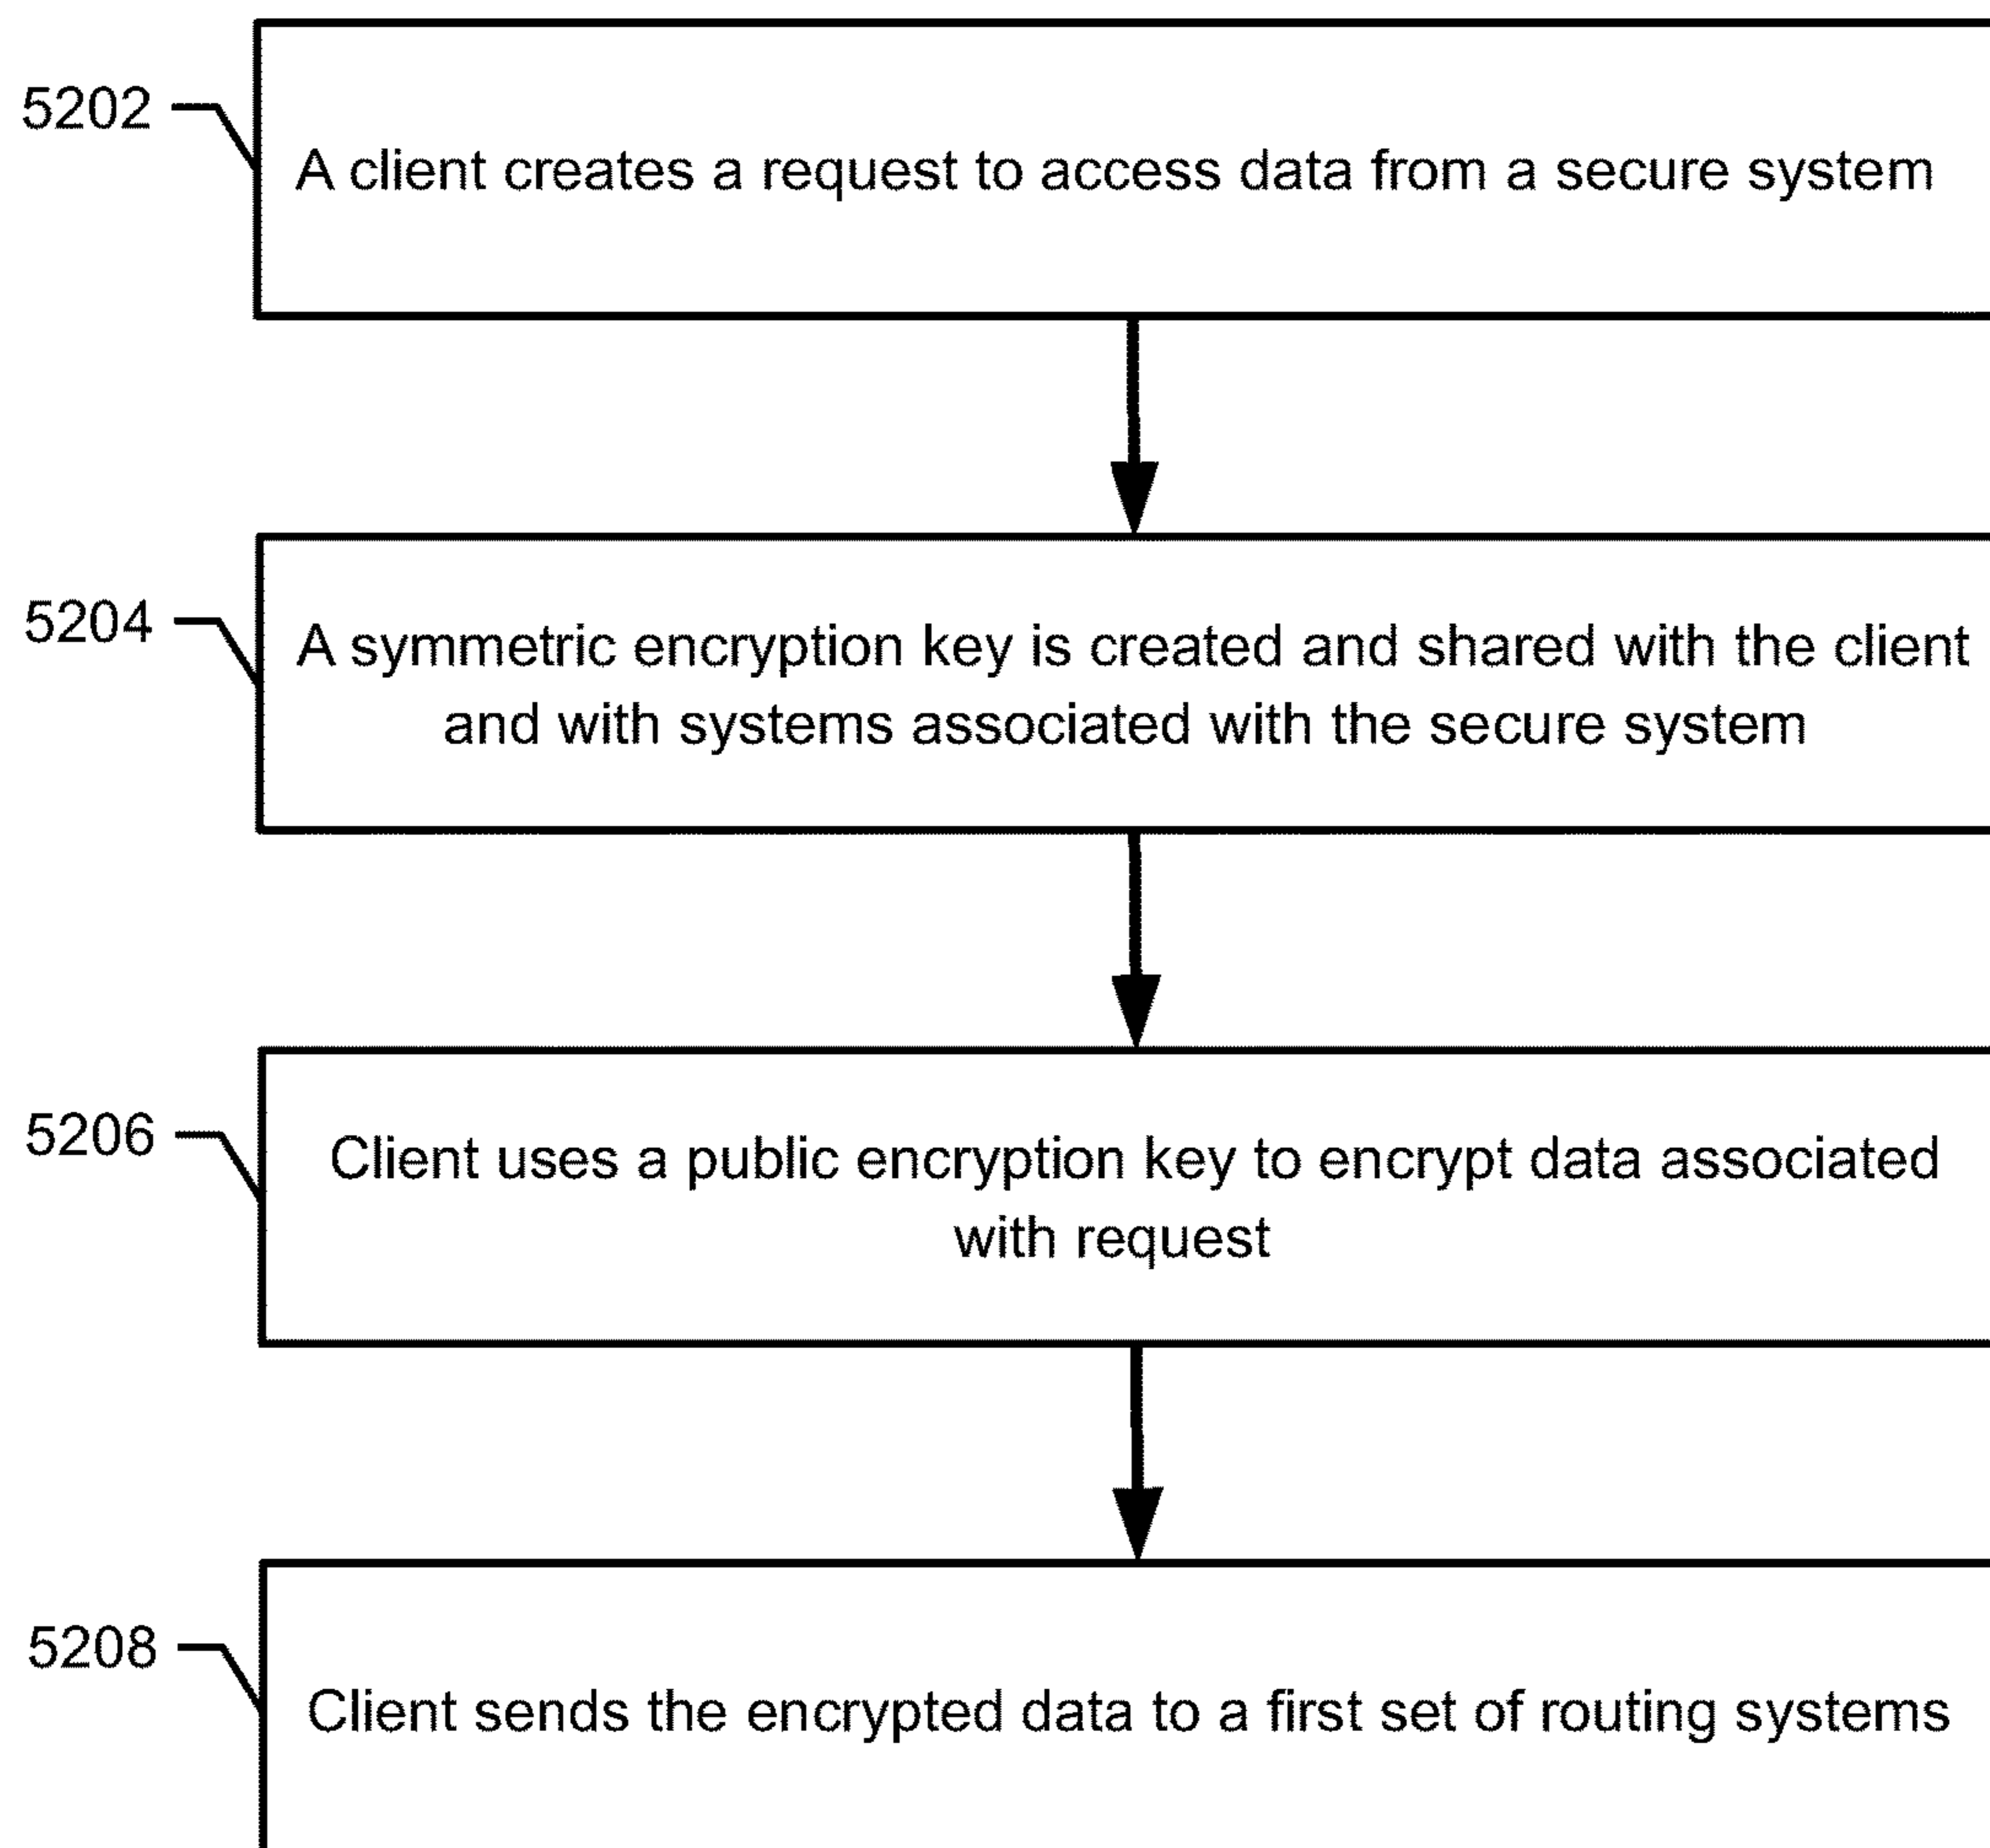 5202
A client creates a request to access data from a secure system
5204
A symmetric encryption key is created and shared with the client
and with systems associated with the secure system
5206
Client uses a public encryption key to encrypt data associated
with request
5208
Client sends the encrypted data to a first set of routing systems